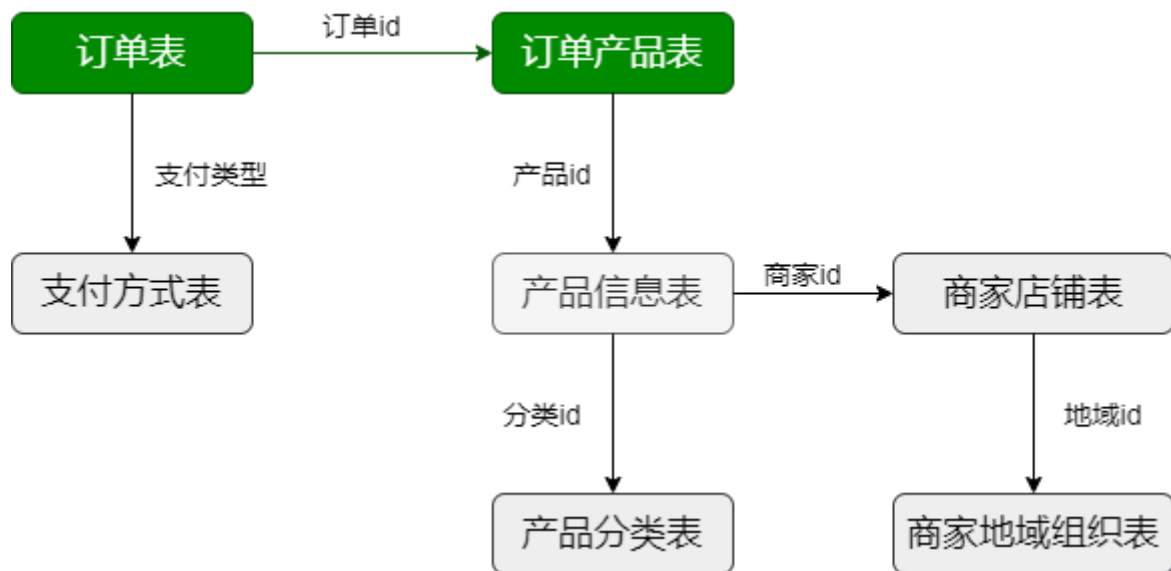 订单表
订单id
订单产品表
支付类型
产品id
支付方式表
产品信息表
商家id
商家店铺表
分类id
地域id
产品分类表
商家地域组织表